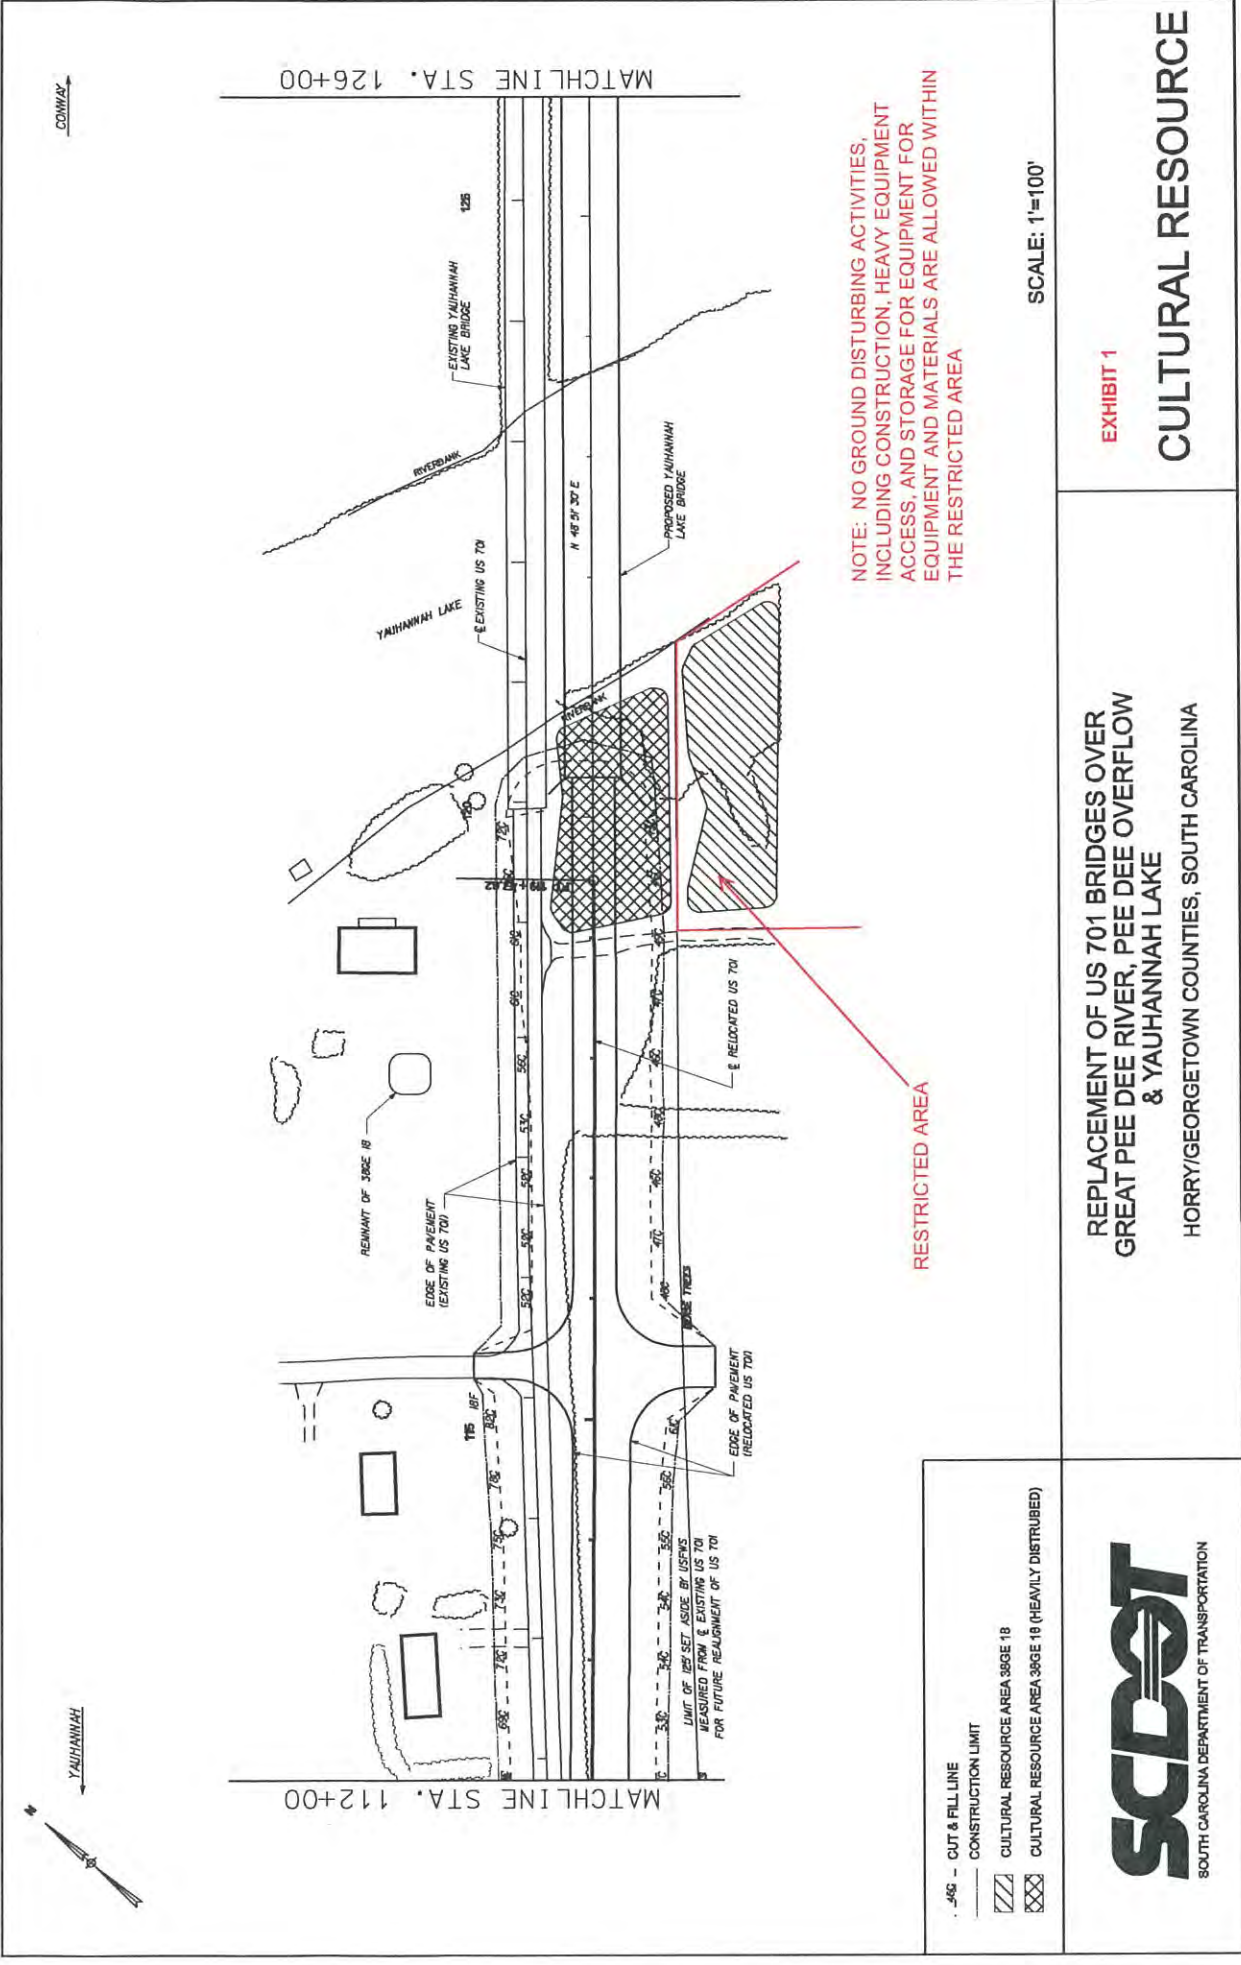 CONWAY
YAUHANNAH
N
MATCHLINE STA. 126+00
MATCHLINE STA. 112+00
125
EXISTING YAUHANNAH
LAKE BRIDGE
RIVERBANK
YAUHANNAH LAKE
℄ EXISTING US 701
N 48 51' 30" E
PROPOSED YAUHANNAH
LAKE BRIDGE
RIVERBANK
120
REMNANT OF 38GE 18
EDGE OF PAVEMENT
(EXISTING US 701)
℄ RELOCATED US 701
DENSE TREES
115
EDGE OF PAVEMENT
(RELOCATED US 701)
LIMIT OF 125' SET ASIDE BY USFWS
MEASURED FROM ℄ EXISTING US 701
FOR FUTURE REALIGNMENT OF US 701
NOTE: NO GROUND DISTURBING ACTIVITIES,
INCLUDING CONSTRUCTION, HEAVY EQUIPMENT
ACCESS, AND STORAGE FOR EQUIPMENT FOR
EQUIPMENT AND MATERIALS ARE ALLOWED WITHIN
THE RESTRICTED AREA
RESTRICTED AREA
SCALE: 1'=100'
CUT & FILL LINE
CONSTRUCTION LIMIT
CULTURAL RESOURCE AREA 38GE 18
CULTURAL RESOURCE AREA 38GE 18 (HEAVILY DISTRUBED)
SCDOT
SOUTH CAROLINA DEPARTMENT OF TRANSPORTATION
REPLACEMENT OF US 701 BRIDGES OVER
GREAT PEE DEE RIVER, PEE DEE OVERFLOW
& YAUHANNAH LAKE
HORRY/GEORGETOWN COUNTIES, SOUTH CAROLINA
EXHIBIT 1
CULTURAL RESOURCE